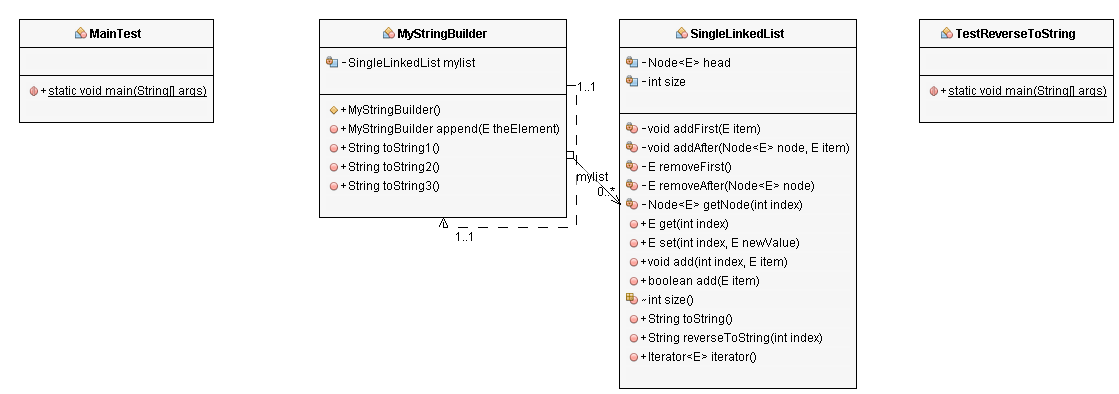 MainTest
+ static void main(String[] args)
MyStringBuilder
- SingleLinkedList mylist
+ MyStringBuilder()
+ MyStringBuilder append(E theElement)
+ String toString1()
+ String toString2()
+ String toString3()
1..1
mylist
0..*
1..1
SingleLinkedList
- Node<E> head
- int size
- void addFirst(E item)
- void addAfter(Node<E> node, E item)
- E removeFirst()
- E removeAfter(Node<E> node)
- Node<E> getNode(int index)
+ E get(int index)
+ E set(int index, E newValue)
+ void add(int index, E item)
+ boolean add(E item)
~ int size()
+ String toString()
+ String reverseToString(int index)
+ Iterator<E> iterator()
TestReverseToString
+ static void main(String[] args)